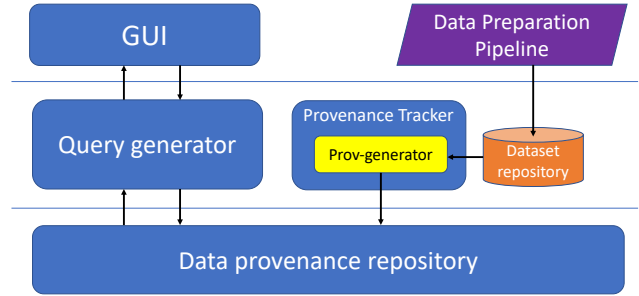 GUI
Data Preparation
Pipeline
Query generator
Provenance Tracker
Prov-generator
Dataset
repository
Data provenance repository